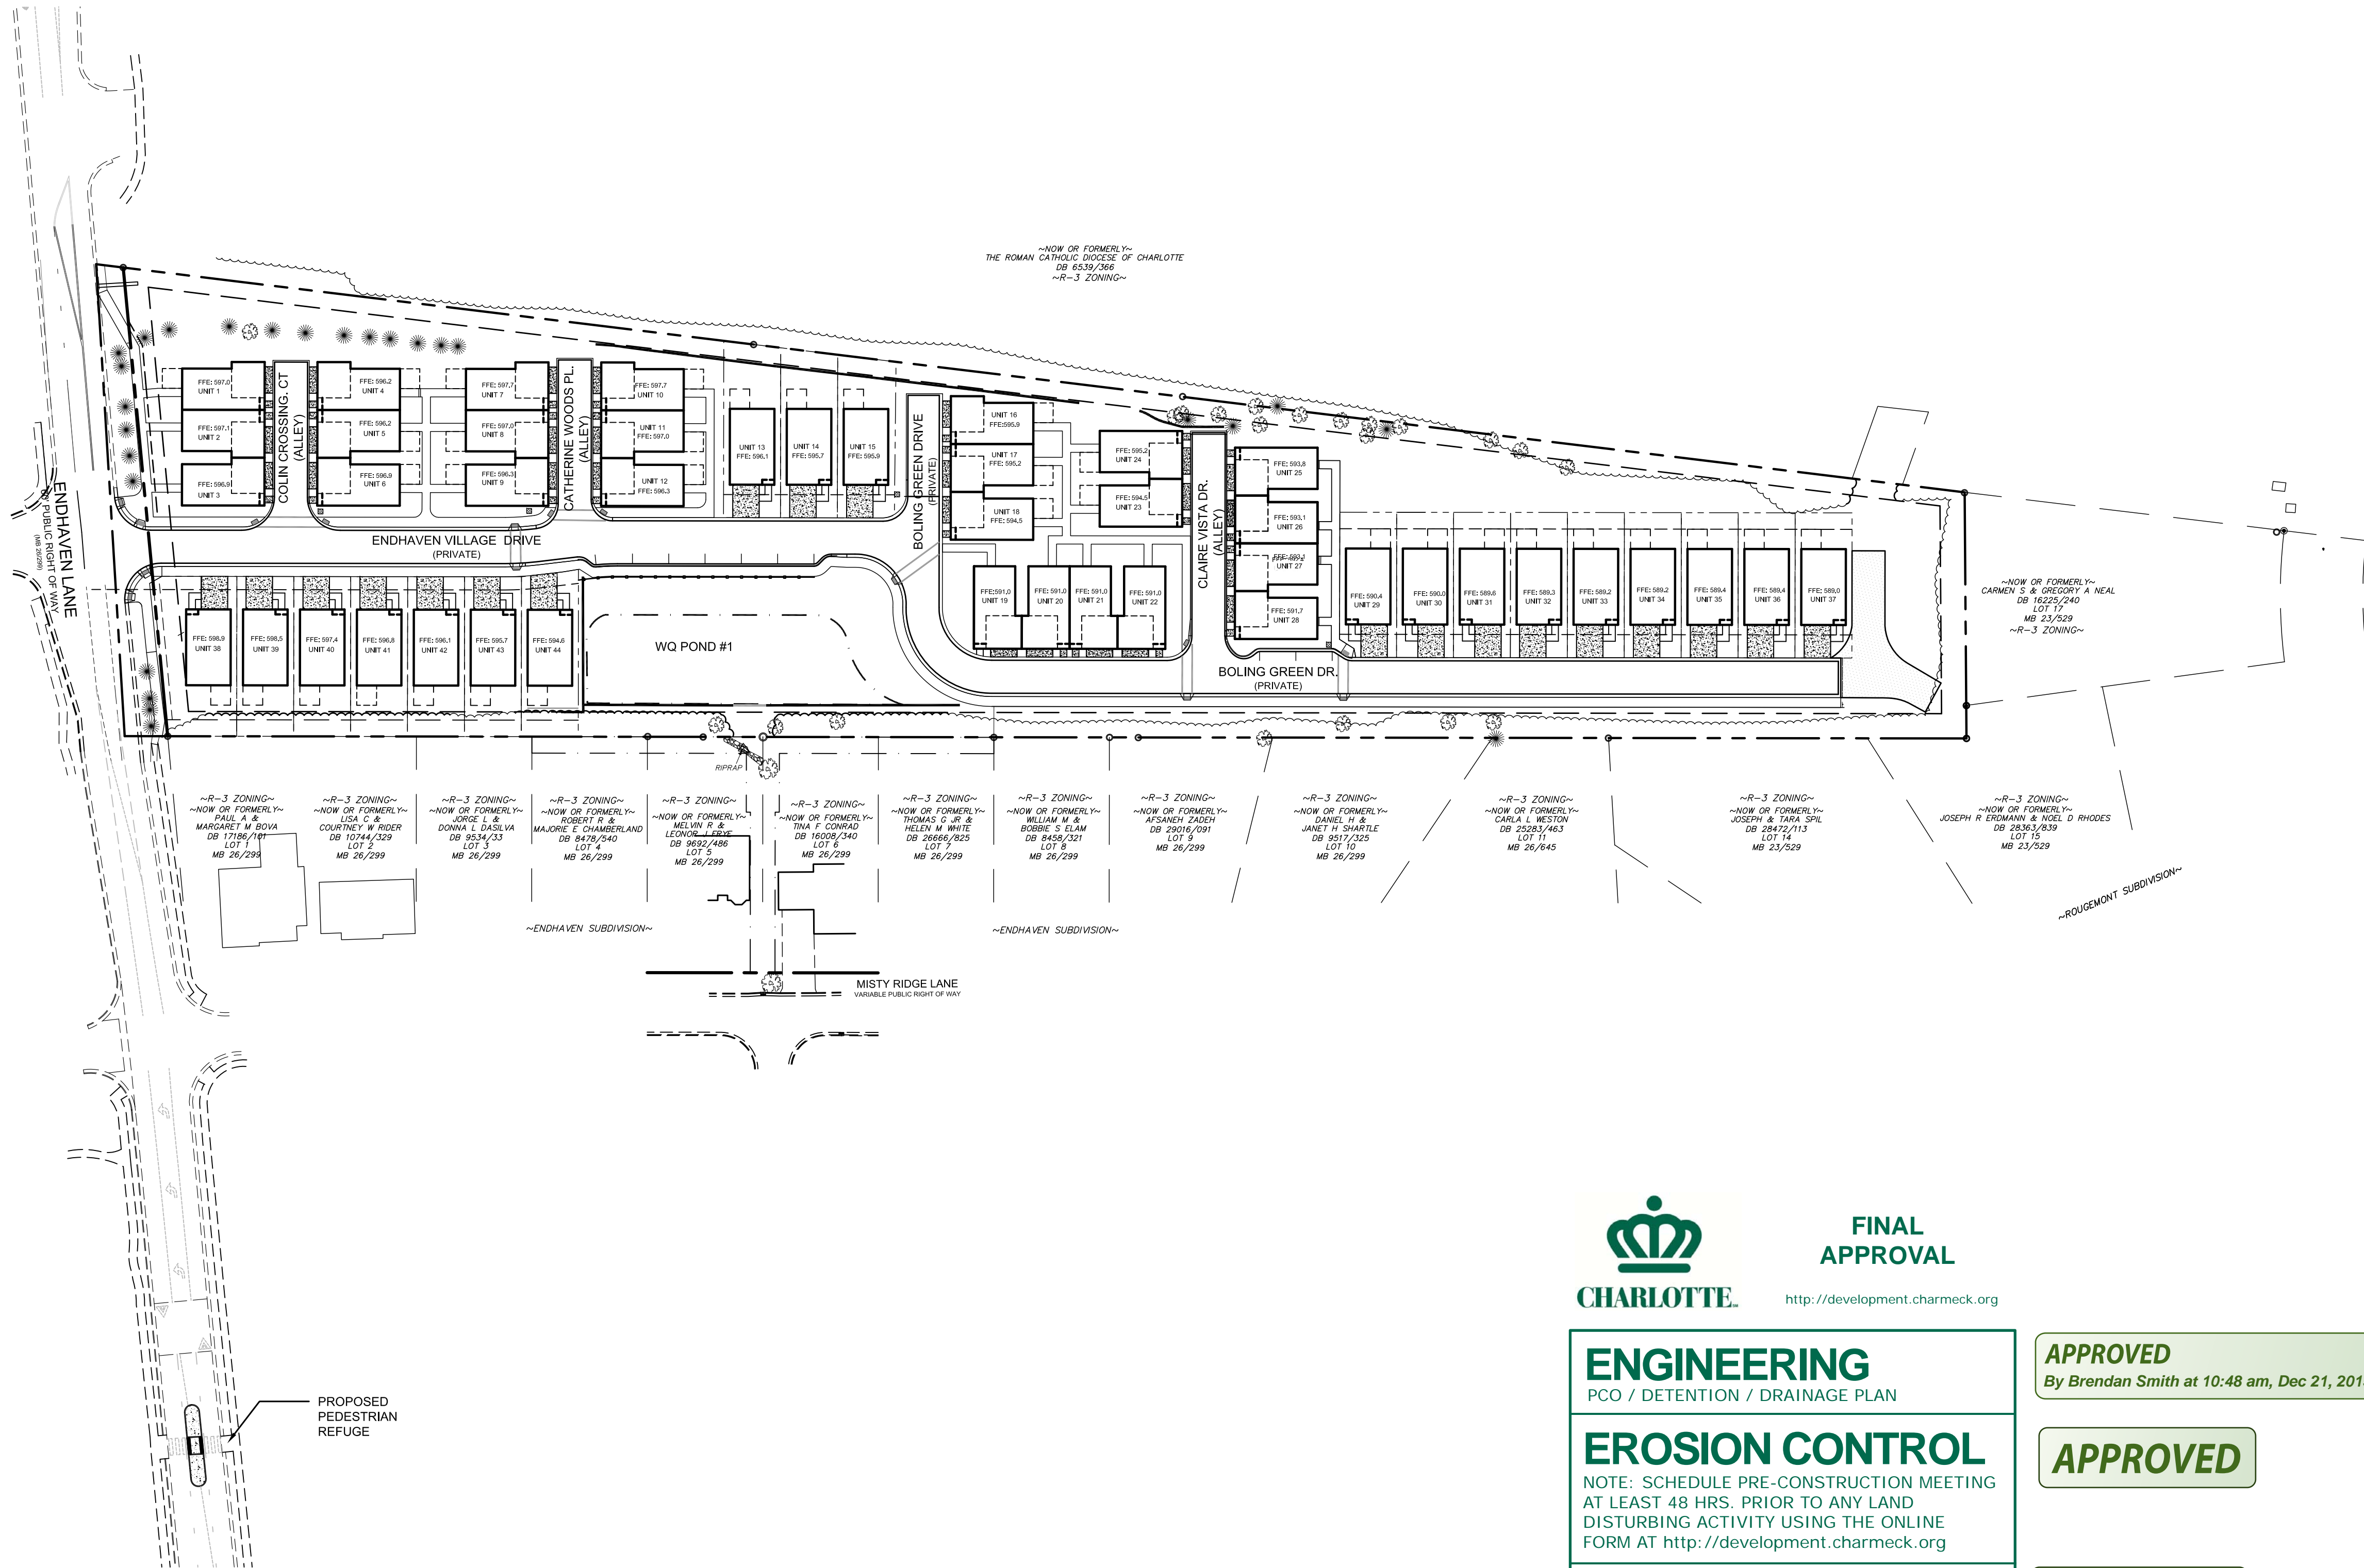 ~NOW OR FORMERLY~
THE ROMAN CATHOLIC DIOCESE OF CHARLOTTE
DB 6539/366
~R-3 ZONING~
ENDHAVEN LANE
PUBLIC RIGHT OF WAY
(MB 26/299)
FFE: 597.0
UNIT 1
FFE: 597.1
UNIT 2
FFE: 596.9
UNIT 3
COLIN CROSSING. CT
(ALLEY)
FFE: 596.2
UNIT 4
FFE: 596.2
UNIT 5
FFE: 596.9
UNIT 6
FFE: 597.7
UNIT 7
FFE: 597.0
UNIT 8
FFE: 596.3
UNIT 9
CATHERINE WOODS PL.
(ALLEY)
FFE: 597.7
UNIT 10
UNIT 11
FFE: 597.0
UNIT 12
FFE: 596.3
UNIT 13
FFE: 596.1
UNIT 14
FFE: 595.7
UNIT 15
FFE: 595.9
BOLING GREEN DRIVE
(PRIVATE)
UNIT 16
FFE:595.9
UNIT 17
FFE: 595.2
UNIT 18
FFE: 594.5
FFE:591.0
UNIT 19
FFE:591.0
UNIT 20
FFE:591.0
UNIT 21
FFE: 591.0
UNIT 22
FFE: 595.2
UNIT 24
FFE: 594.5
UNIT 23
CLAIRE VISTA DR.
(ALLEY)
FFE: 593.8
UNIT 25
FFE: 593.1
UNIT 26
UNIT 27
FFE: 591.7
UNIT 28
FFE: 590.4
UNIT 29
FFE: 590.0
UNIT 30
FFE: 589.6
UNIT 31
FFE: 589.3
UNIT 32
FFE: 589.2
UNIT 33
FFE: 589.2
UNIT 34
FFE: 589.4
UNIT 35
FFE: 589.4
UNIT 36
FFE: 589.0
UNIT 37
ENDHAVEN VILLAGE DRIVE
(PRIVATE)
FFE: 598.9
UNIT 38
FFE: 598.5
UNIT 39
FFE: 597.4
UNIT 40
FFE: 596.8
UNIT 41
FFE: 596.1
UNIT 42
FFE: 595.7
UNIT 43
FFE: 594.6
UNIT 44
WQ POND #1
BOLING GREEN DR.
(PRIVATE)
~NOW OR FORMERLY~
CARMEN S & GREGORY A NEAL
DB 16225/240
LOT 17
MB 23/529
~R-3 ZONING~
RIPRAP
~R-3 ZONING~
~NOW OR FORMERLY~
PAUL A &
MARGARET M BOVA
DB 17186/101
LOT 1
MB 26/299
~R-3 ZONING~
~NOW OR FORMERLY~
LISA C &
COURTNEY W RIDER
DB 10744/329
LOT 2
MB 26/299
~R-3 ZONING~
~NOW OR FORMERLY~
JORGE L &
DONNA L DASILVA
DB 9534/33
LOT 3
MB 26/299
~R-3 ZONING~
~NOW OR FORMERLY~
ROBERT R &
MAJORIE E CHAMBERLAND
DB 8478/540
LOT 4
MB 26/299
~R-3 ZONING~
~NOW OR FORMERLY~
MELVIN R &
LEONOR J FRYE
DB 9692/486
LOT 5
MB 26/299
~R-3 ZONING~
~NOW OR FORMERLY~
TINA F CONRAD
DB 16008/340
LOT 6
MB 26/299
~R-3 ZONING~
~NOW OR FORMERLY~
THOMAS G JR &
HELEN M WHITE
DB 26666/825
LOT 7
MB 26/299
~R-3 ZONING~
~NOW OR FORMERLY~
WILLIAM M &
BOBBIE S ELAM
DB 8458/321
LOT 8
MB 26/299
~R-3 ZONING~
~NOW OR FORMERLY~
AFSANEH ZADEH
DB 29016/091
LOT 9
MB 26/299
~R-3 ZONING~
~NOW OR FORMERLY~
DANIEL H &
JANET H SHARTLE
DB 9517/325
LOT 10
MB 26/299
~R-3 ZONING~
~NOW OR FORMERLY~
CARLA L WESTON
DB 25283/463
LOT 11
MB 26/645
~R-3 ZONING~
~NOW OR FORMERLY~
JOSEPH & TARA SPIL
DB 28472/113
LOT 14
MB 23/529
~R-3 ZONING~
~NOW OR FORMERLY~
JOSEPH R ERDMANN & NOEL D RHODES
DB 28363/839
LOT 15
MB 23/529
~ROUGEMONT SUBDIVISION~
~ENDHAVEN SUBDIVISION~
~ENDHAVEN SUBDIVISION~
MISTY RIDGE LANE
VARIABLE PUBLIC RIGHT OF WAY
PROPOSED
PEDESTRIAN
REFUGE
CHARLOTTE
FINAL
APPROVAL
http://development.charmeck.org
ENGINEERING
PCO / DETENTION / DRAINAGE PLAN
APPROVED
By Brendan Smith at 10:48 am, Dec 21, 201
EROSION CONTROL
NOTE: SCHEDULE PRE-CONSTRUCTION MEETING
AT LEAST 48 HRS. PRIOR TO ANY LAND
DISTURBING ACTIVITY USING THE ONLINE
FORM AT http://development.charmeck.org
APPROVED